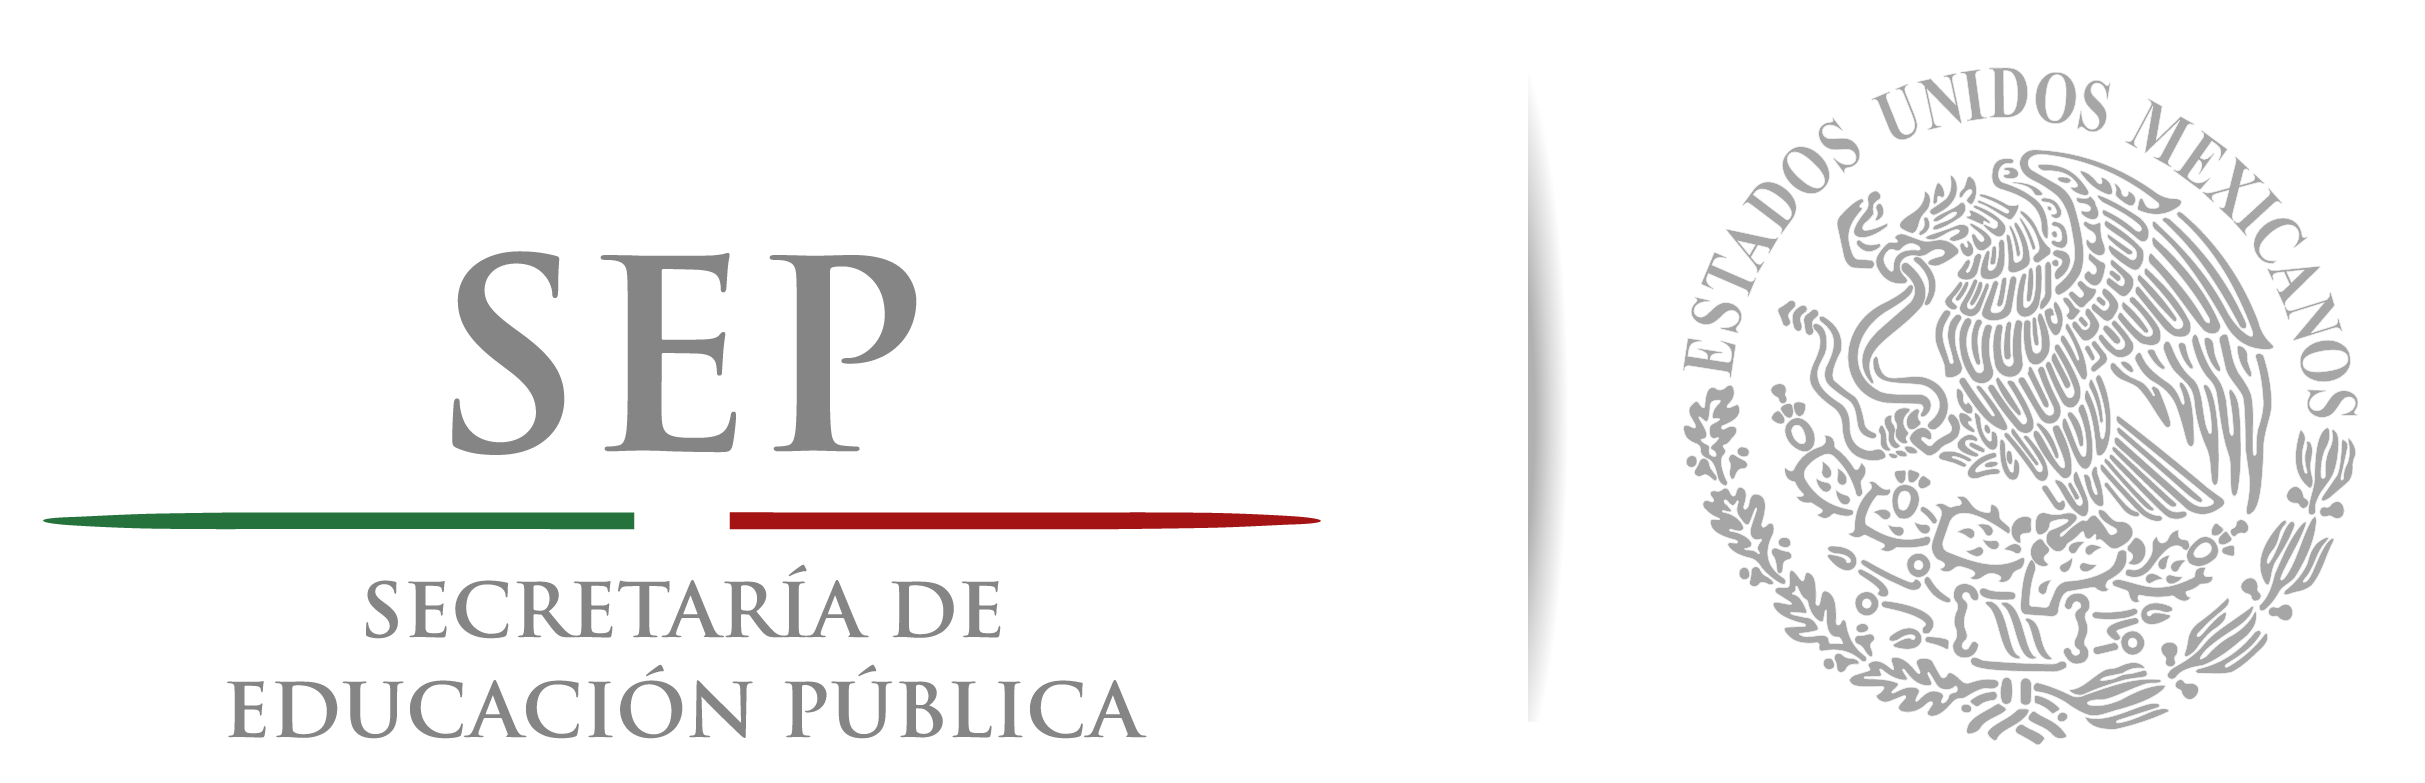 SEP
SECRETARÍA DE
EDUCACIÓN PÚBLICA
ESTADOS UNIDOS MEXICANOS